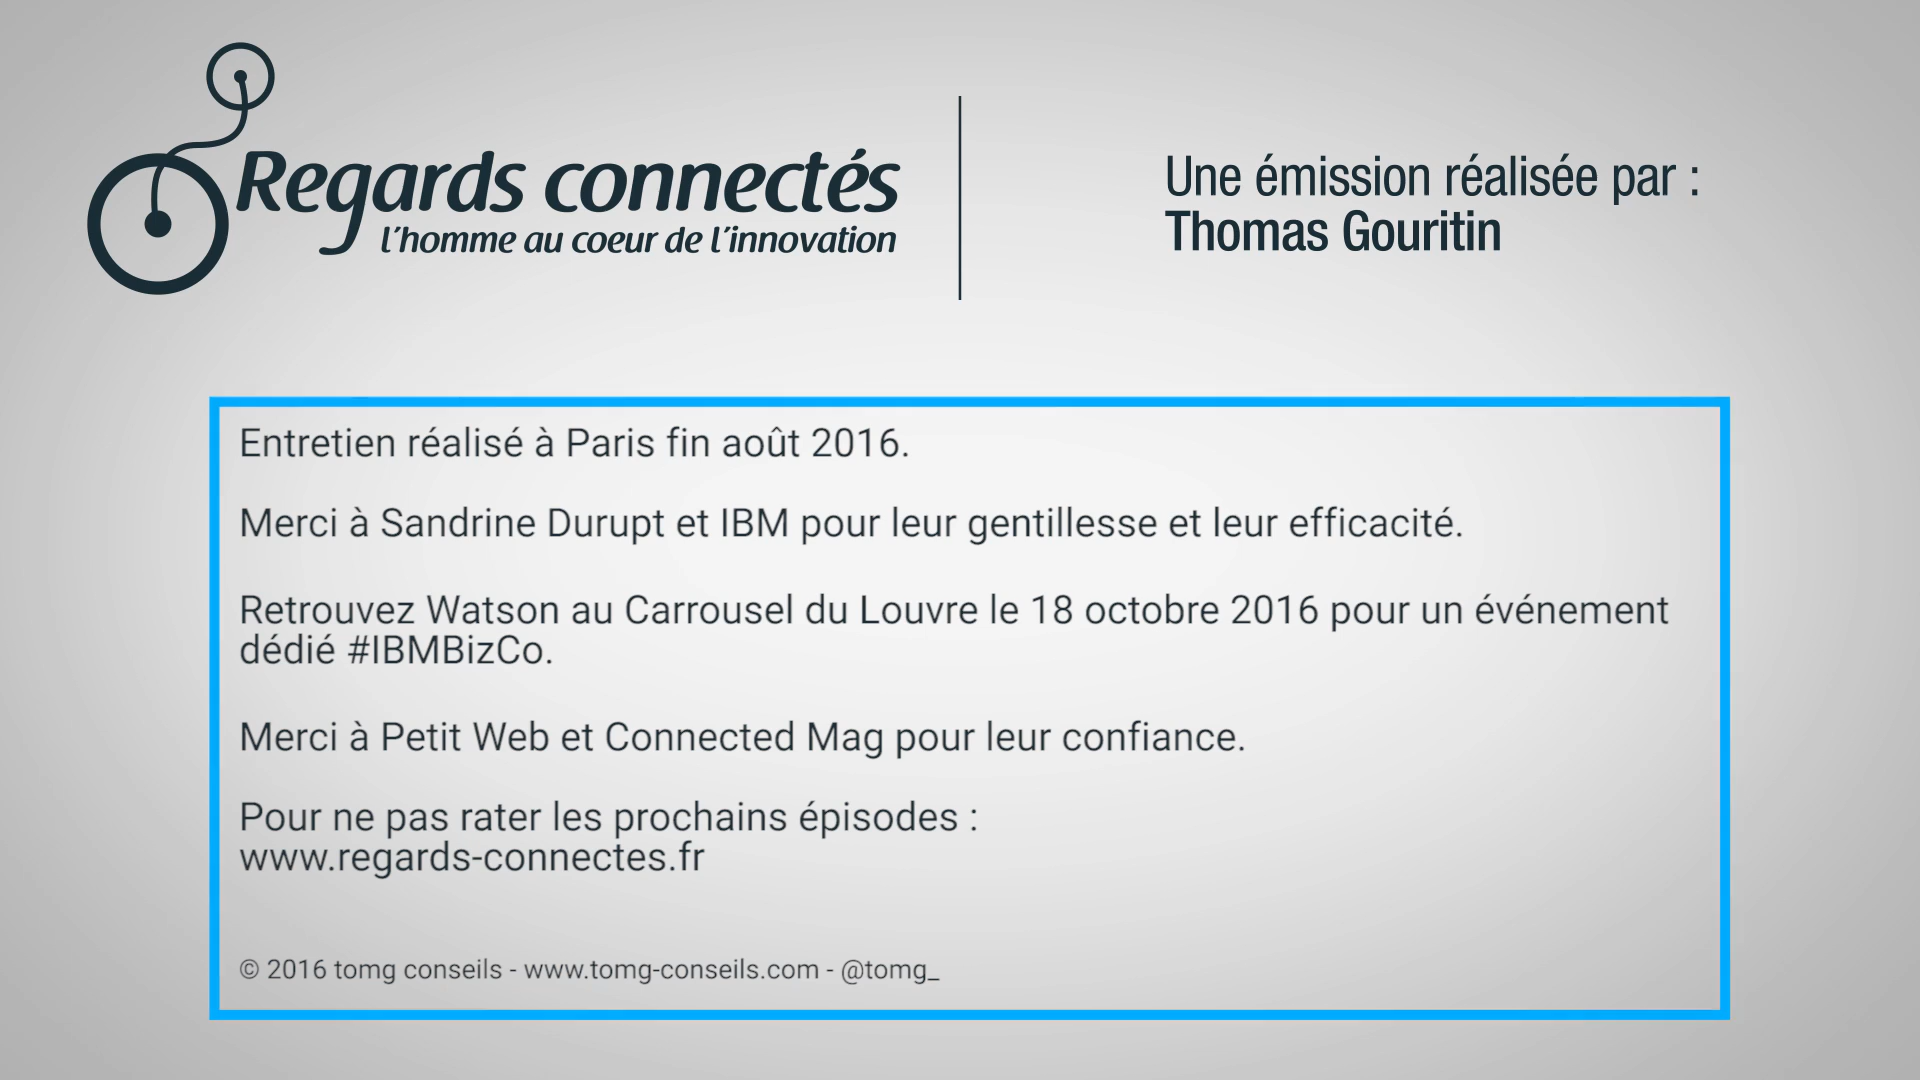 Regards connectés
l'homme au coeur de l'innovation
Une émission réalisée par :
Thomas Gouritin
Entretien réalisé à Paris fin août 2016.
Merci à Sandrine Durupt et IBM pour leur gentillesse et leur efficacité.
Retrouvez Watson au Carrousel du Louvre le 18 octobre 2016 pour un événement
dédié #IBMBizCo.
Merci à Petit Web et Connected Mag pour leur confiance.
Pour ne pas rater les prochains épisodes :
www.regards-connectes.fr
© 2016 tomg conseils - www.tomg-conseils.com - @tomg_